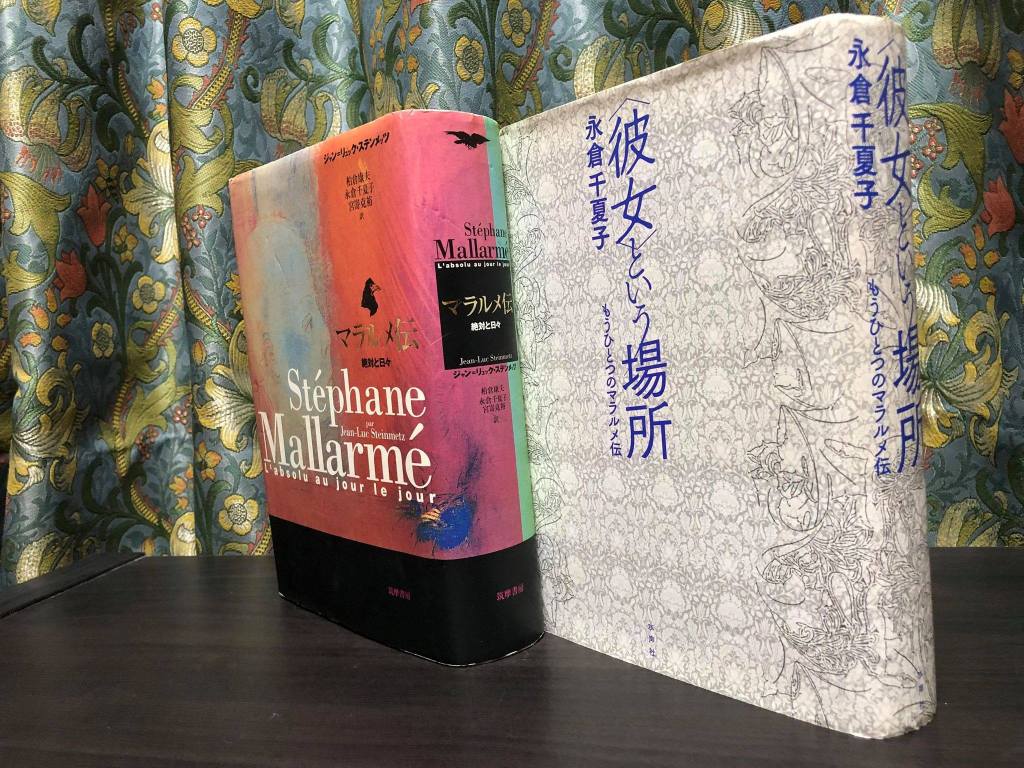 ジャン=リュック・ステンメッツ
柏倉康夫
永倉千夏子
宮嵜克裕
訳
マラルメ伝
絶対と日々
Stéphane
par
Jean-Luc Steinmetz
Mallarmé
L'absolu au jour le jour
筑摩書房
Stéphane
Mallarmé
L'absolu au jour le jour
マラルメ伝
絶対と日々
Jean-Luc Steinmetz
ジャン=リュック・ステンメッツ
柏倉康夫
永倉千夏子
宮嵜克裕
訳
筑摩書房
〈彼女〉という場所
もうひとつのマラルメ伝
永倉千夏子
水声社
〈彼女〉という場所
もうひとつのマラルメ伝
永倉千夏子